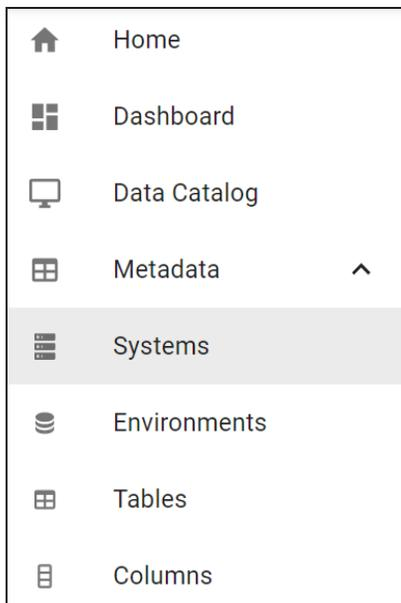 Home
Dashboard
Data Catalog
Metadata
Systems
Environments
Tables
Columns